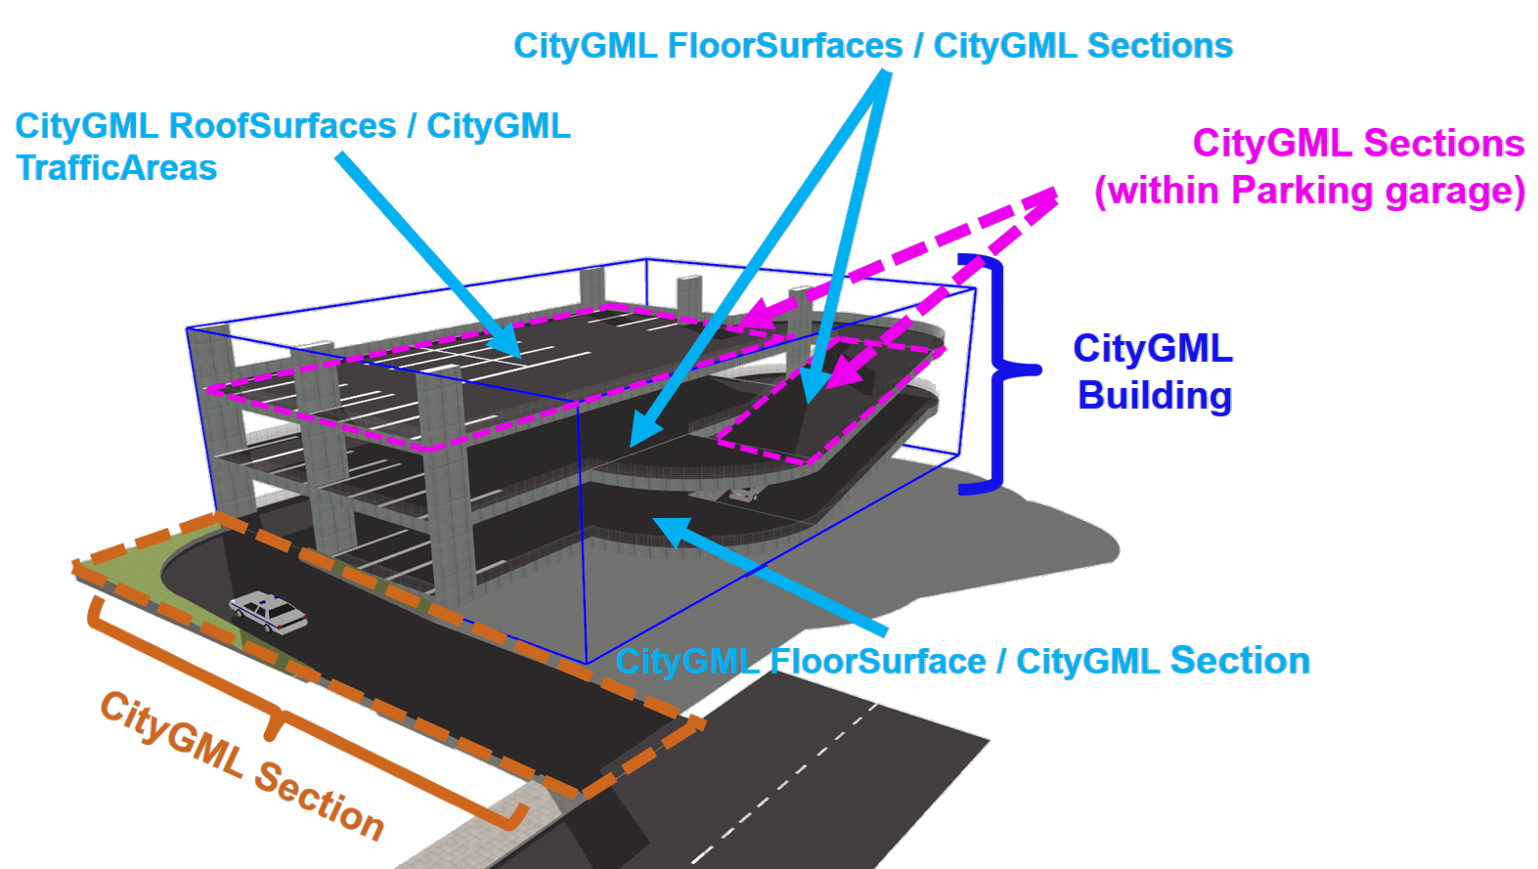 CityGML FloorSurfaces / CityGML Sections
CityGML RoofSurfaces / CityGML
TrafficAreas
CityGML Sections
(within Parking garage)
CityGML
Building
CityGML FloorSurface / CityGML Section
CityGML Section